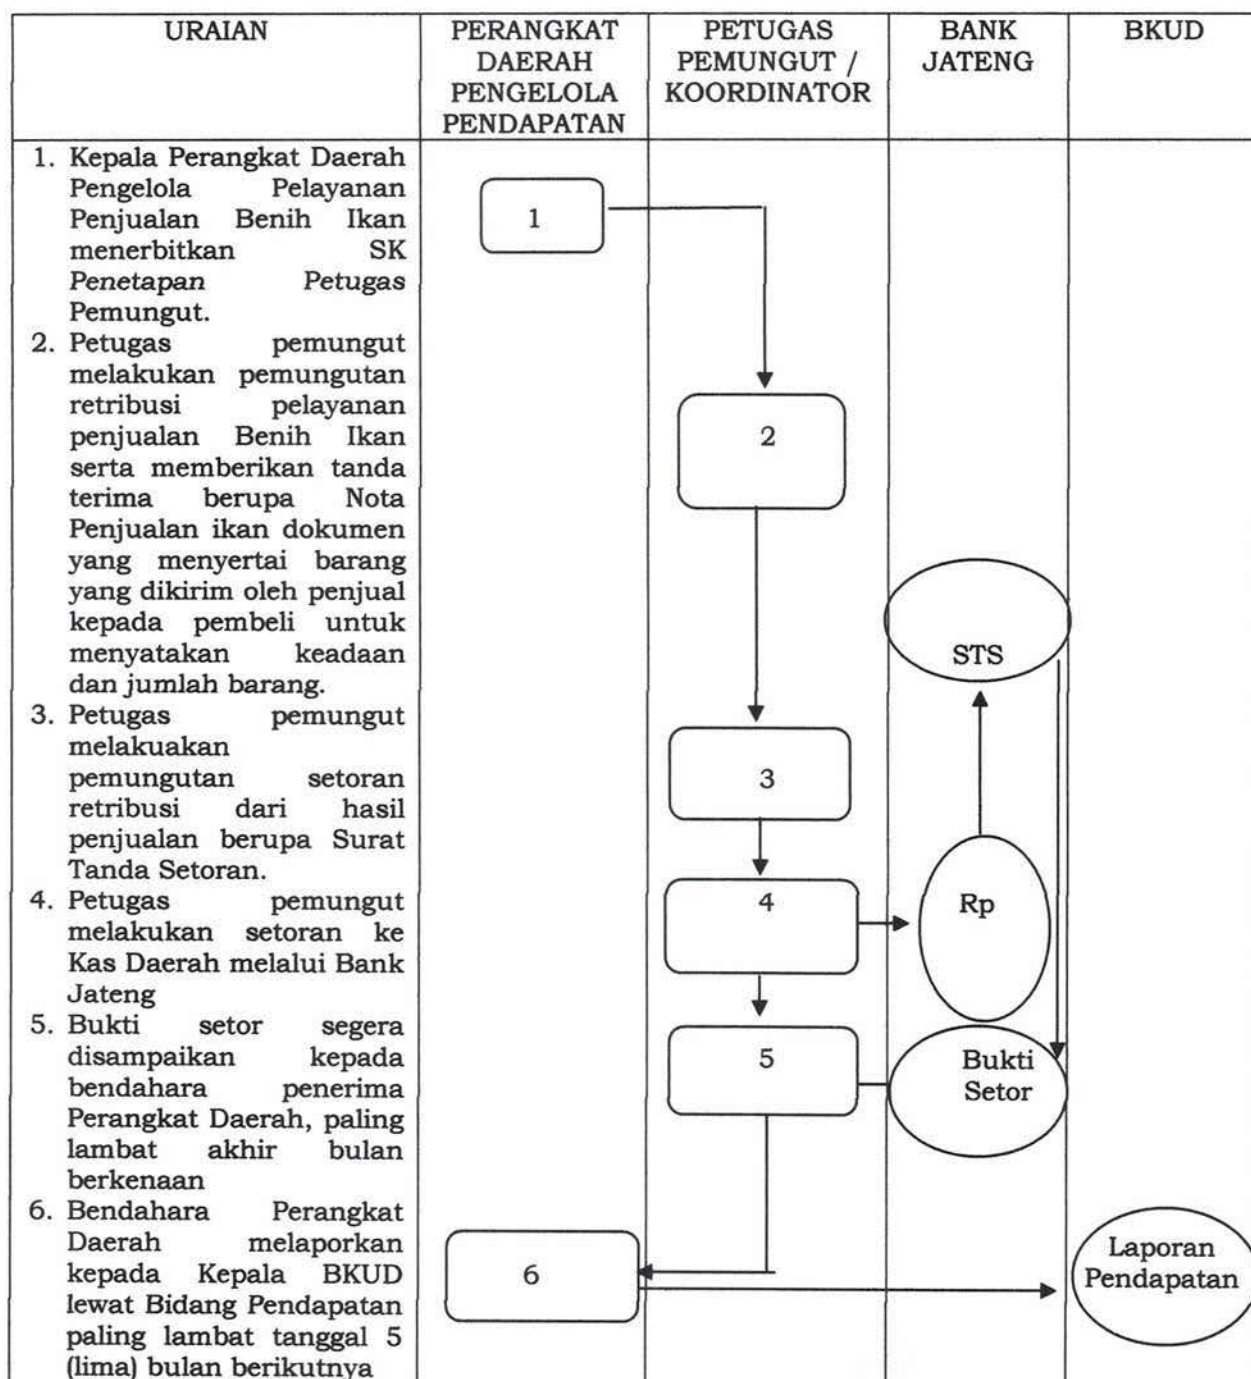 URAIAN
PERANGKAT
DAERAH
PENGELOLA
PENDAPATAN
PETUGAS
PEMUNGUT /
KOORDINATOR
BANK
JATENG
BKUD
1. Kepala Perangkat Daerah
Pengelola Pelayanan
Penjualan Benih Ikan
menerbitkan SK
Penetapan Petugas
Pemungut.
2. Petugas pemungut
melakukan pemungutan
retribusi pelayanan
penjualan Benih Ikan
serta memberikan tanda
terima berupa Nota
Penjualan ikan dokumen
yang menyertai barang
yang dikirim oleh penjual
kepada pembeli untuk
menyatakan keadaan
dan jumlah barang.
3. Petugas pemungut
melakuakan
pemungutan setoran
retribusi dari hasil
penjualan berupa Surat
Tanda Setoran.
4. Petugas pemungut
melakukan setoran ke
Kas Daerah melalui Bank
Jateng
5. Bukti setor segera
disampaikan kepada
bendahara penerima
Perangkat Daerah, paling
lambat akhir bulan
berkenaan
6. Bendahara Perangkat
Daerah melaporkan
kepada Kepala BKUD
lewat Bidang Pendapatan
paling lambat tanggal 5
(lima) bulan berikutnya
1
2
STS
3
4
Rp
5
Bukti
Setor
6
Laporan
Pendapatan